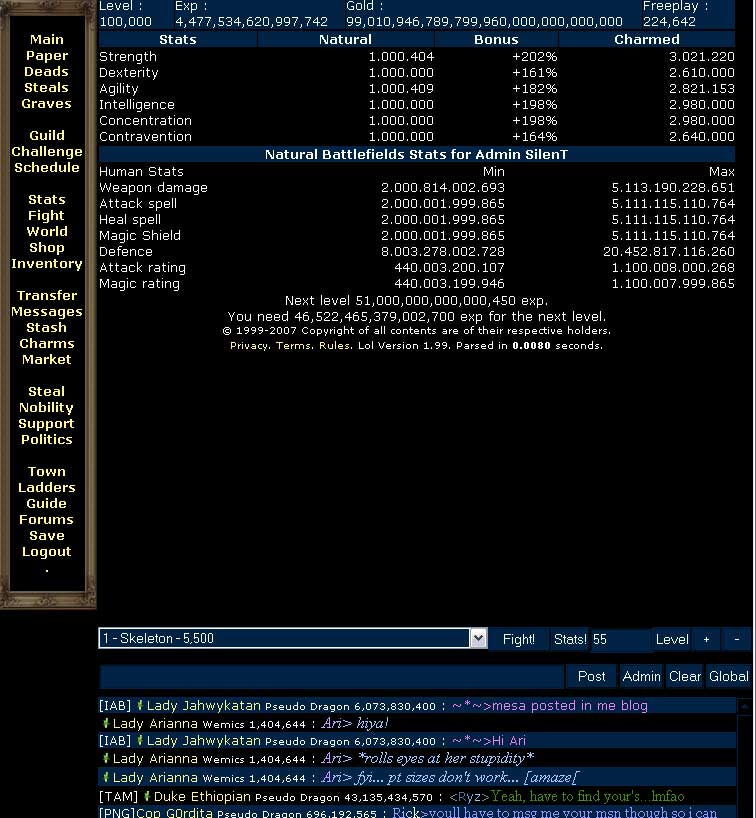 Level : Exp : Gold : Freeplay :
100,000 4,477,534,620,997,742 99,010,946,789,799,960,000,000,000,000 224,642
Main
Paper
Deads
Steals
Graves
Guild
Challenge
Schedule
Stats
Fight
World
Shop
Inventory
Transfer
Messages
Stash
Charms
Market
Steal
Nobility
Support
Politics
Town
Ladders
Guide
Forums
Save
Logout
.
Stats Natural Bonus Charmed
Strength 1.000.404 +202% 3.021.220
Dexterity 1.000.000 +161% 2.610.000
Agility 1.000.409 +182% 2.821.153
Intelligence 1.000.000 +198% 2.980.000
Concentration 1.000.000 +198% 2.980.000
Contravention 1.000.000 +164% 2.640.000
Natural Battlefields Stats for Admin SilenT
Human Stats Min Max
Weapon damage 2.000.814.002.693 5.113.190.228.651
Attack spell 2.000.001.999.865 5.111.115.110.764
Heal spell 2.000.001.999.865 5.111.115.110.764
Magic Shield 2.000.001.999.865 5.111.115.110.764
Defence 8.003.278.002.728 20.452.817.116.260
Attack rating 440.003.200.107 1.100.008.000.268
Magic rating 440.003.199.946 1.100.007.999.865
Next level 51,000,000,000,000,450 exp.
You need 46,522,465,379,002,700 exp for the next level.
© 1999-2007 Copyright of all contents are of their respective holders.
Privacy. Terms. Rules. Lol Version 1.99. Parsed in 0.0080 seconds.
1 - Skeleton - 5,500 Fight! Stats! 55 Level + -
Post Admin Clear Global
[IAB] Lady Jahwykatan Pseudo Dragon 6,073,830,400 : ~*~>mesa posted in me blog
Lady Arianna Wemics 1,404,644 : Ari> hiya!
[IAB] Lady Jahwykatan Pseudo Dragon 6,073,830,400 : ~*~>Hi Ari
Lady Arianna Wemics 1,404,644 : Ari> *rolls eyes at her stupidity*
Lady Arianna Wemics 1,404,644 : Ari> fyi... pt sizes don't work... [amaze[
[TAM] Duke Ethiopian Pseudo Dragon 43,135,434,570 : <Ryz>Yeah, have to find your's...lmfao
[PNG]Cop G0rdita Pseudo Dragon 696,192,565 : Rick>youll have to msg me your msn though so i can